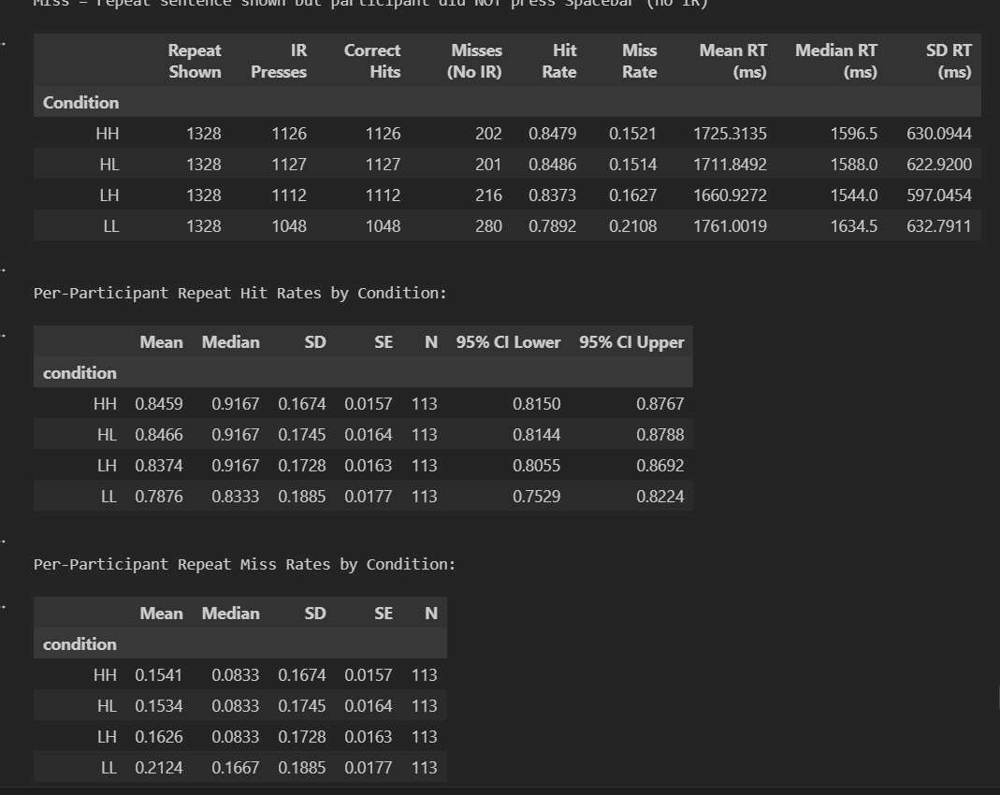 Miss = repeat sentence shown but participant did NOT press Spacebar (no IR)
Repeat IR Correct Misses Hit Miss Mean RT Median RT SD RT
Shown Presses Hits (No IR) Rate Rate (ms) (ms) (ms)
Condition
HH 1328 1126 1126 202 0.8479 0.1521 1725.3135 1596.5 630.0944
HL 1328 1127 1127 201 0.8486 0.1514 1711.8492 1588.0 622.9200
LH 1328 1112 1112 216 0.8373 0.1627 1660.9272 1544.0 597.0454
LL 1328 1048 1048 280 0.7892 0.2108 1761.0019 1634.5 632.7911
Per-Participant Repeat Hit Rates by Condition:
Mean Median SD SE N 95% CI Lower 95% CI Upper
condition
HH 0.8459 0.9167 0.1674 0.0157 113 0.8150 0.8767
HL 0.8466 0.9167 0.1745 0.0164 113 0.8144 0.8788
LH 0.8374 0.9167 0.1728 0.0163 113 0.8055 0.8692
LL 0.7876 0.8333 0.1885 0.0177 113 0.7529 0.8224
Per-Participant Repeat Miss Rates by Condition:
Mean Median SD SE N
condition
HH 0.1541 0.0833 0.1674 0.0157 113
HL 0.1534 0.0833 0.1745 0.0164 113
LH 0.1626 0.0833 0.1728 0.0163 113
LL 0.2124 0.1667 0.1885 0.0177 113